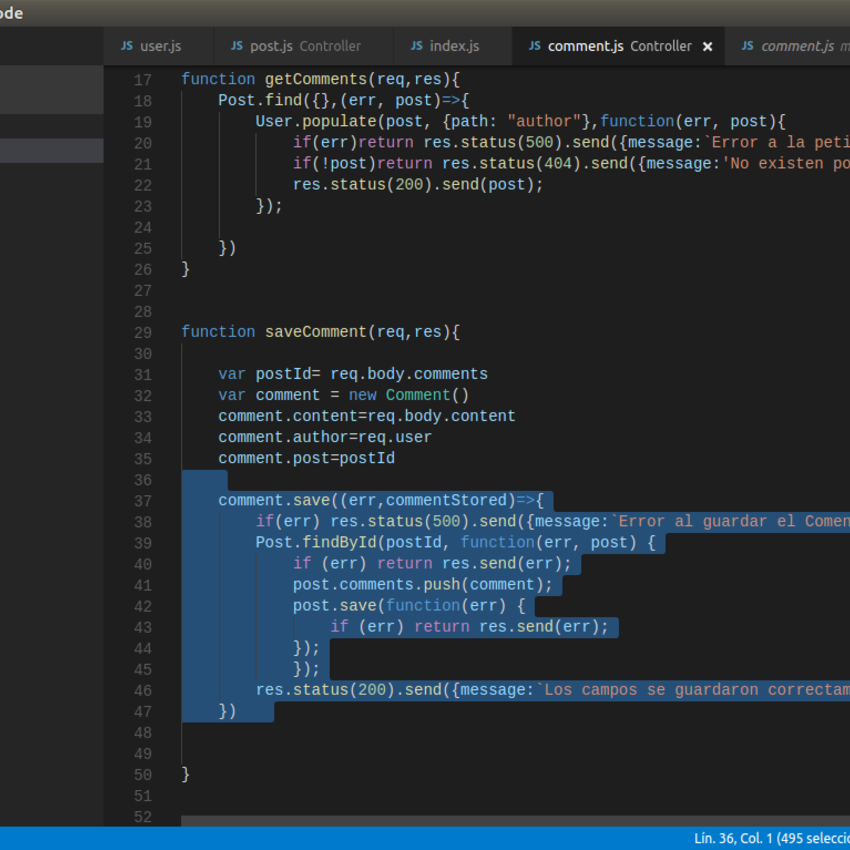 ode
JS user.js JS post.js Controller JS index.js JS comment.js Controller × JS comment.js m
17 function getComments(req,res){
18 Post.find({},(err, post)=>{
19 User.populate(post, {path: "author"},function(err, post){
20 if(err)return res.status(500).send({message:`Error a la peti
21 if(!post)return res.status(404).send({message:'No existen po
22 res.status(200).send(post);
23 });
24
25 })
26 }
27
28
29 function saveComment(req,res){
30
31 var postId= req.body.comments
32 var comment = new Comment()
33 comment.content=req.body.content
34 comment.author=req.user
35 comment.post=postId
36
37 comment.save((err,commentStored)=>{
38 if(err) res.status(500).send({message:`Error al guardar el Comen
39 Post.findById(postId, function(err, post) {
40 if (err) return res.send(err);
41 post.comments.push(comment);
42 post.save(function(err) {
43 if (err) return res.send(err);
44 });
45 });
46 res.status(200).send({message:`Los campos se guardaron correctam
47 })
48
49
50 }
51
52
Lín. 36, Col. 1 (495 selecció